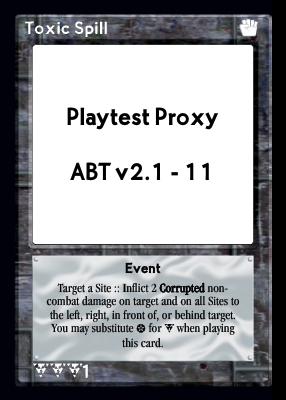 Toxic Spill
Playtest Proxy
ABT v2.1 - 11
Event
Target a Site :: Inflict 2 Corrupted non-
combat damage on target and on all Sites to
the left, right, in front of, or behind target.
You may substitute for when playing
this card.
1